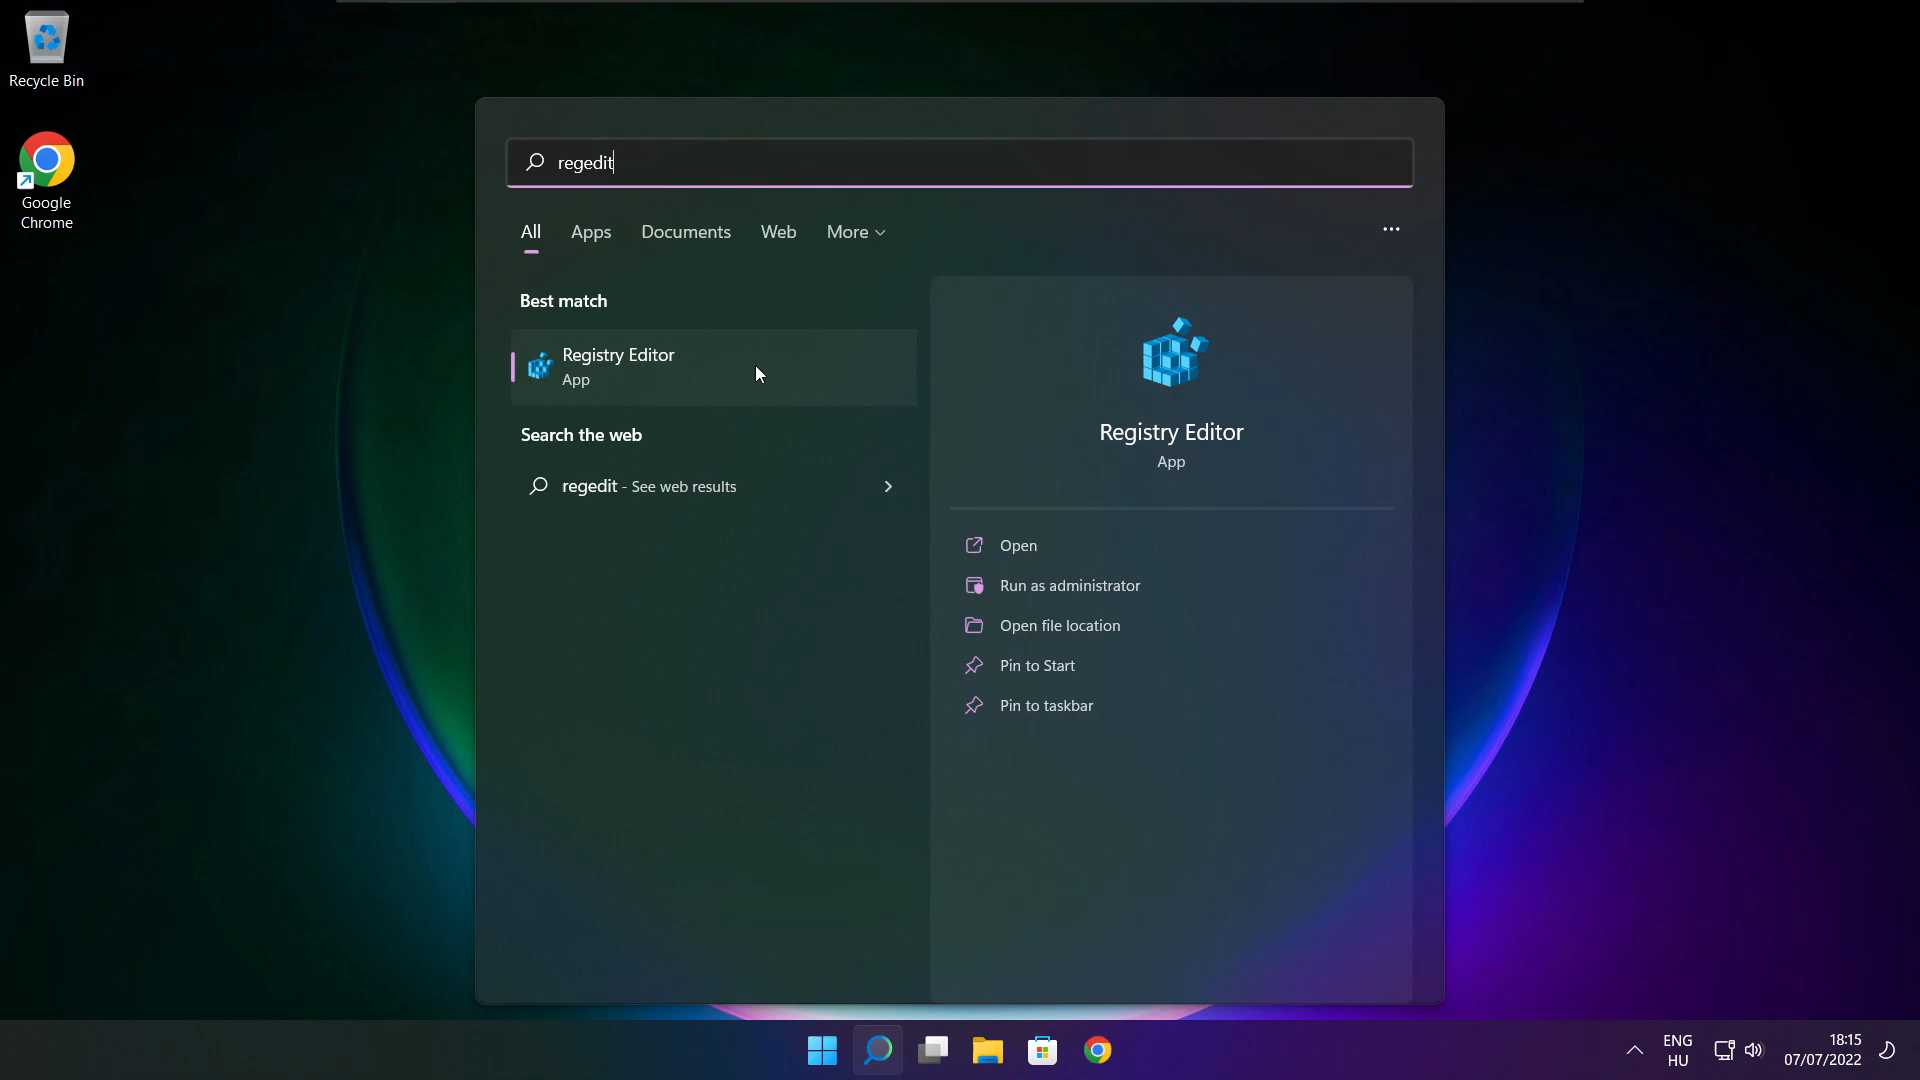 Recycle Bin
Google
Chrome
regedit
All Apps Documents Web More
Best match
Registry Editor
App
Search the web
regedit - See web results
Registry Editor
App
Open
Run as administrator
Open file location
Pin to Start
Pin to taskbar
ENG
HU
18:15
07/07/2022